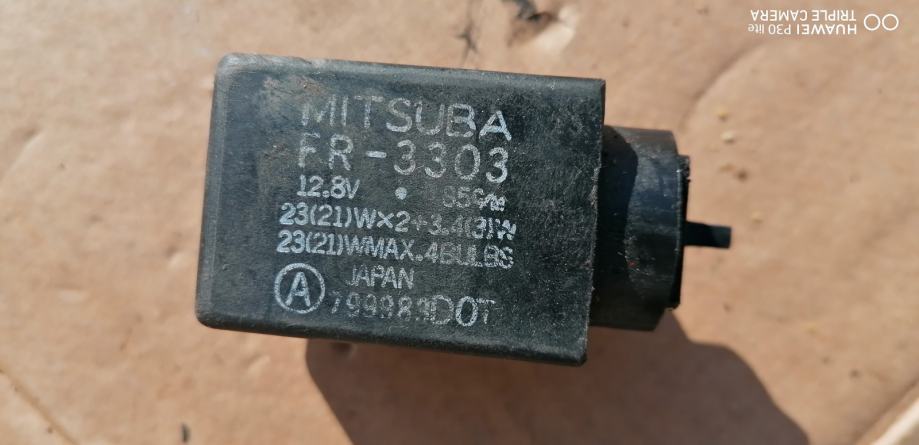 MITSUBA
FR-3303
12.8V • 85c/m
23(21)W×2+3.4(3)W
23(21)WMAX.4BULBS
JAPAN
A 799983DOT
HUAWEI P30 lite
TRIPLE CAMERA